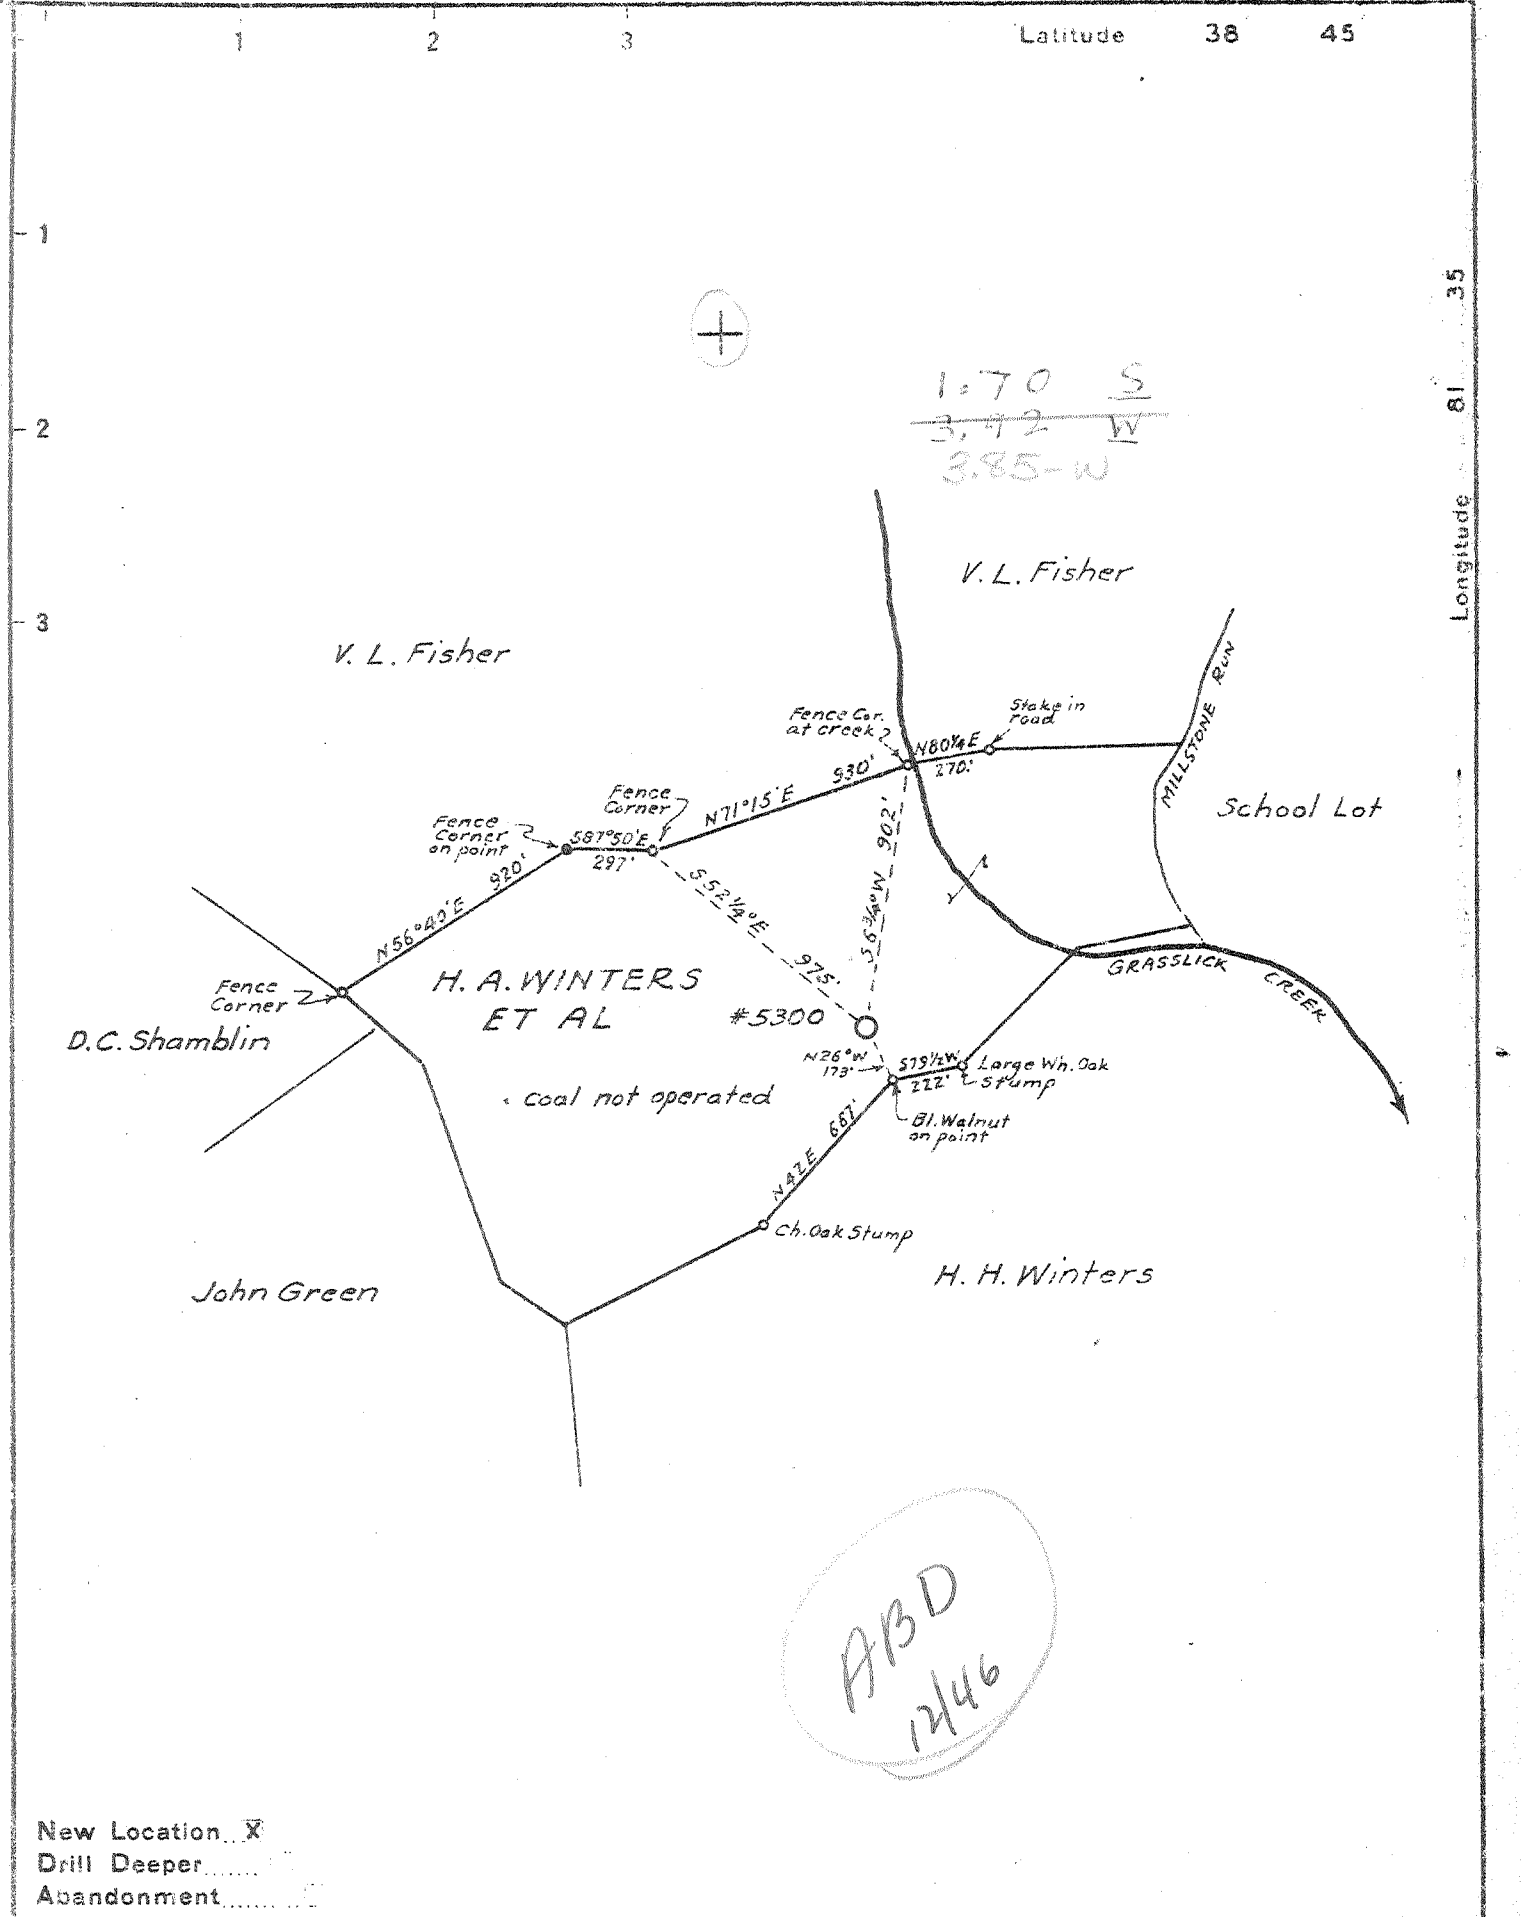 1 2 3 Latitude 38 45
1
2
3
Longitude 81 35
1.70 S
3.42 W
3.85-W
V. L. Fisher
V. L. Fisher
MILLSTONE RUN
School Lot
Stake in
road
Fence Cor.
at creek
N80¼E
270'
930'
N71°15'E
Fence
Corner
Fence
Corner
on point
S87°50'E
297'
920'
N56°40'E
S52¼°E
975'
S6¾°W 902'
GRASSLICK CREEK
Fence
Corner
H. A. WINTERS
ET AL
#5300
D.C. Shamblin
N26°W
173'
S79½W
222'
Large Wh. Oak
Stump
coal not operated
Bl. Walnut
on point
N42E 687'
Ch. Oak Stump
H. H. Winters
John Green
ABD
12/46
New Location X
Drill Deeper
Abandonment